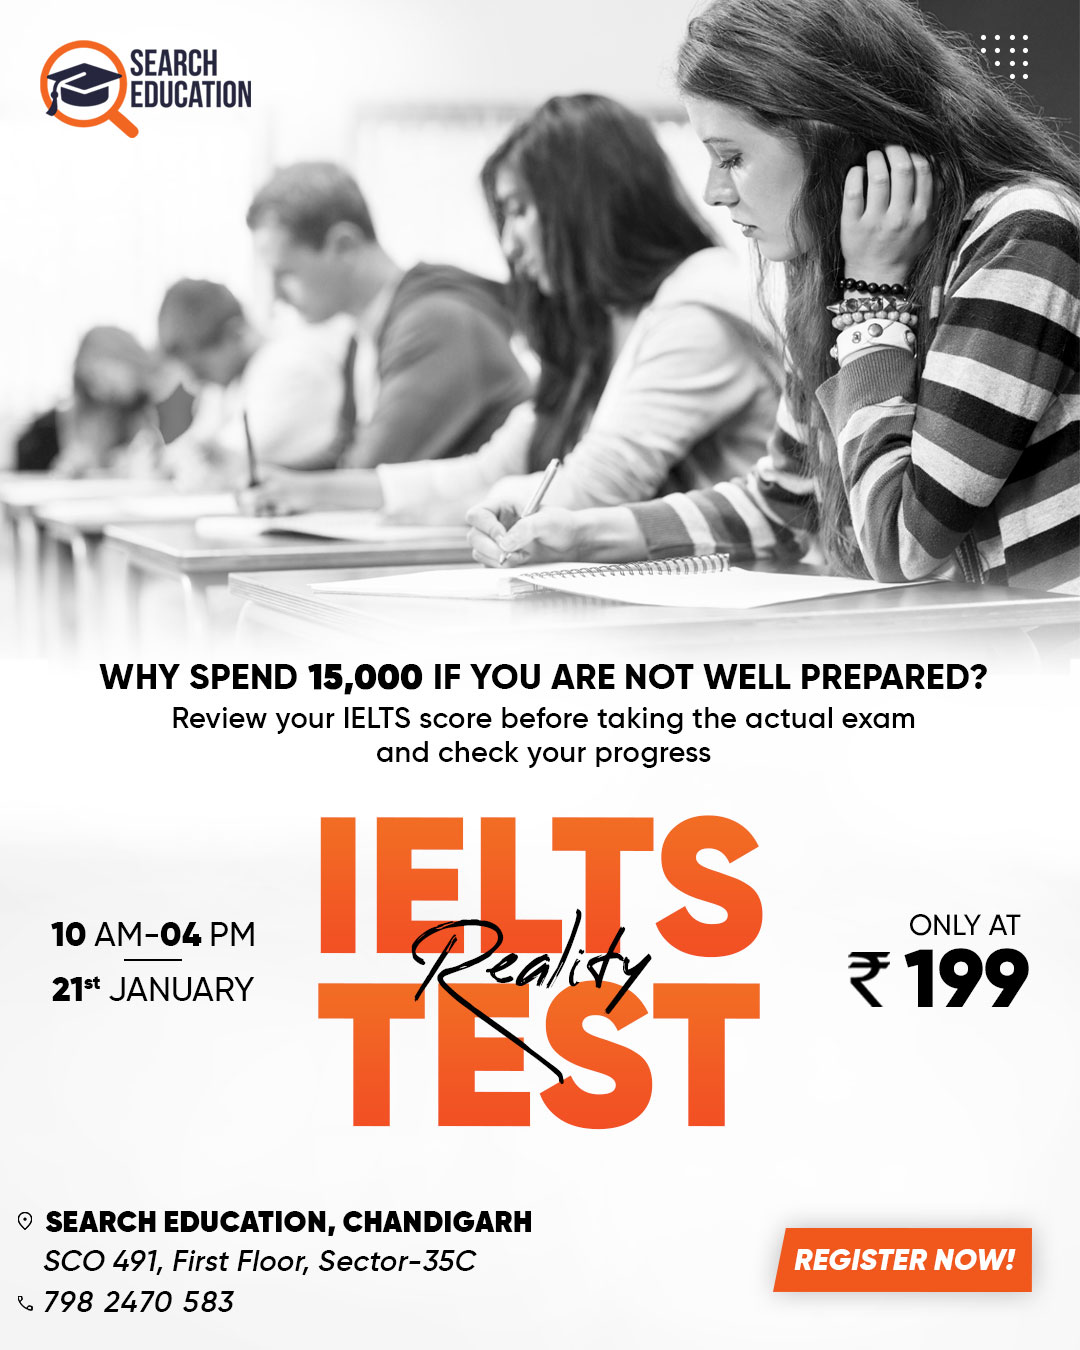 SEARCH
EDUCATION
WHY SPEND 15,000 IF YOU ARE NOT WELL PREPARED?
Review your IELTS score before taking the actual exam
and check your progress
IELTS
Reality
TEST
10 AM-04 PM
21st JANUARY
ONLY AT
₹ 199
SEARCH EDUCATION, CHANDIGARH
SCO 491, First Floor, Sector-35C
798 2470 583
REGISTER NOW!